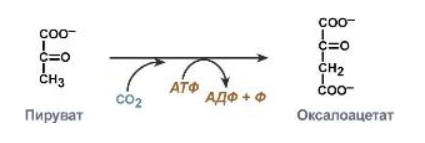 COO⁻
C=O
CH₃
Пируват
CO₂
АТФ
АДФ + Ф
COO⁻
C=O
CH₂
COO⁻
Оксалоацетат